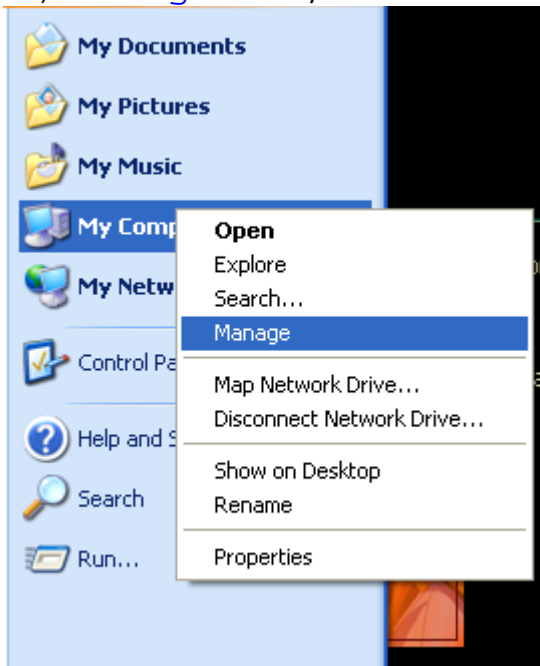 My Documents
My Pictures
My Music
My Comp
My Netw
Control Pa
Help and S
Search
Run...
Open
Explore
Search...
Manage
Map Network Drive...
Disconnect Network Drive...
Show on Desktop
Rename
Properties